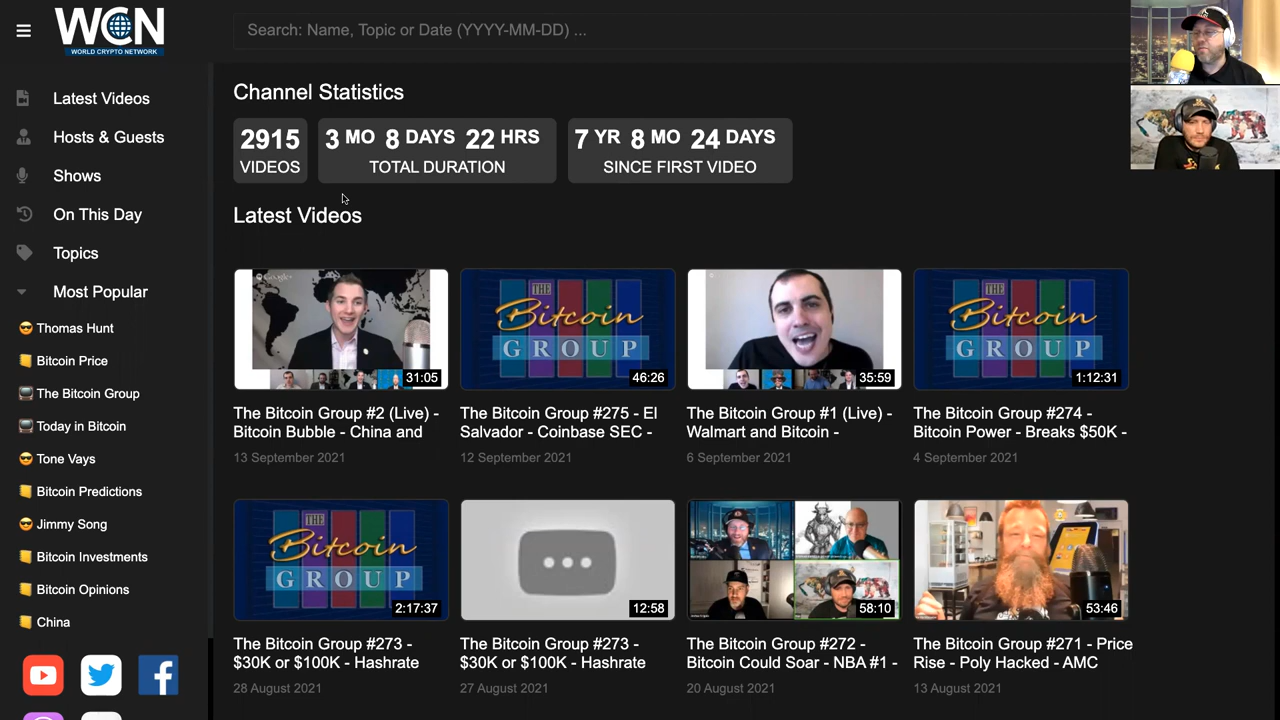 WCN
WORLD CRYPTO NETWORK
Search: Name, Topic or Date (YYYY-MM-DD) ...
Latest Videos
Hosts & Guests
Shows
On This Day
Topics
Most Popular
😎 Thomas Hunt
📒 Bitcoin Price
📺 The Bitcoin Group
📺 Today in Bitcoin
😎 Tone Vays
📒 Bitcoin Predictions
😎 Jimmy Song
📒 Bitcoin Investments
📒 Bitcoin Opinions
📒 China
Channel Statistics
2915
VIDEOS
3 MO 8 DAYS 22 HRS
TOTAL DURATION
7 YR 8 MO 24 DAYS
SINCE FIRST VIDEO
Latest Videos
Google+
31:05
The Bitcoin Group #2 (Live) -
Bitcoin Bubble - China and
13 September 2021
THE
Bitcoin
GROUP
46:26
The Bitcoin Group #275 - El
Salvador - Coinbase SEC -
12 September 2021
35:59
The Bitcoin Group #1 (Live) -
Walmart and Bitcoin -
6 September 2021
THE
Bitcoin
GROUP
1:12:31
The Bitcoin Group #274 -
Bitcoin Power - Breaks $50K -
4 September 2021
THE
Bitcoin
GROUP
2:17:37
The Bitcoin Group #273 -
$30K or $100K - Hashrate
28 August 2021
12:58
The Bitcoin Group #273 -
$30K or $100K - Hashrate
27 August 2021
58:10
The Bitcoin Group #272 -
Bitcoin Could Soar - NBA #1 -
20 August 2021
53:46
The Bitcoin Group #271 - Price
Rise - Poly Hacked - AMC
13 August 2021